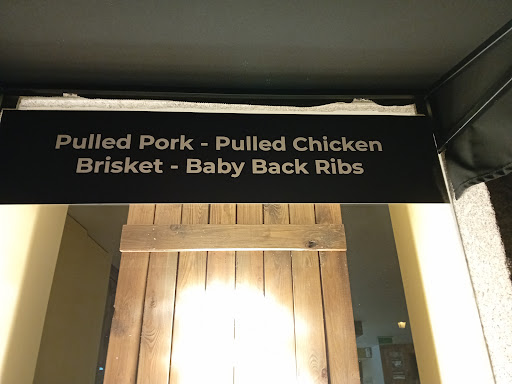 Pulled Pork - Pulled Chicken
Brisket - Baby Back Ribs